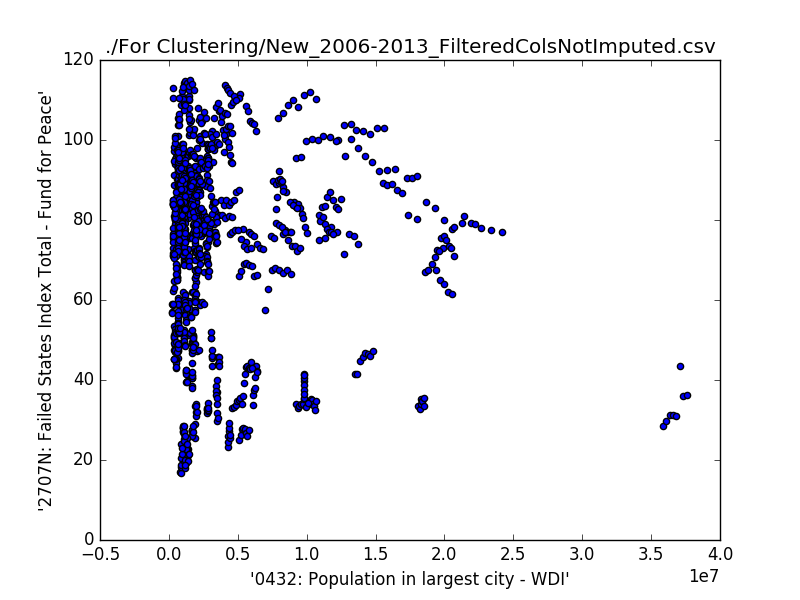 ./For Clustering/New_2006-2013_FilteredColsNotImputed.csv
'2707N: Failed States Index Total - Fund for Peace'
120
100
80
60
40
20
0
−0.5 0.0 0.5 1.0 1.5 2.0 2.5 3.0 3.5 4.0
1e7
'0432: Population in largest city - WDI'